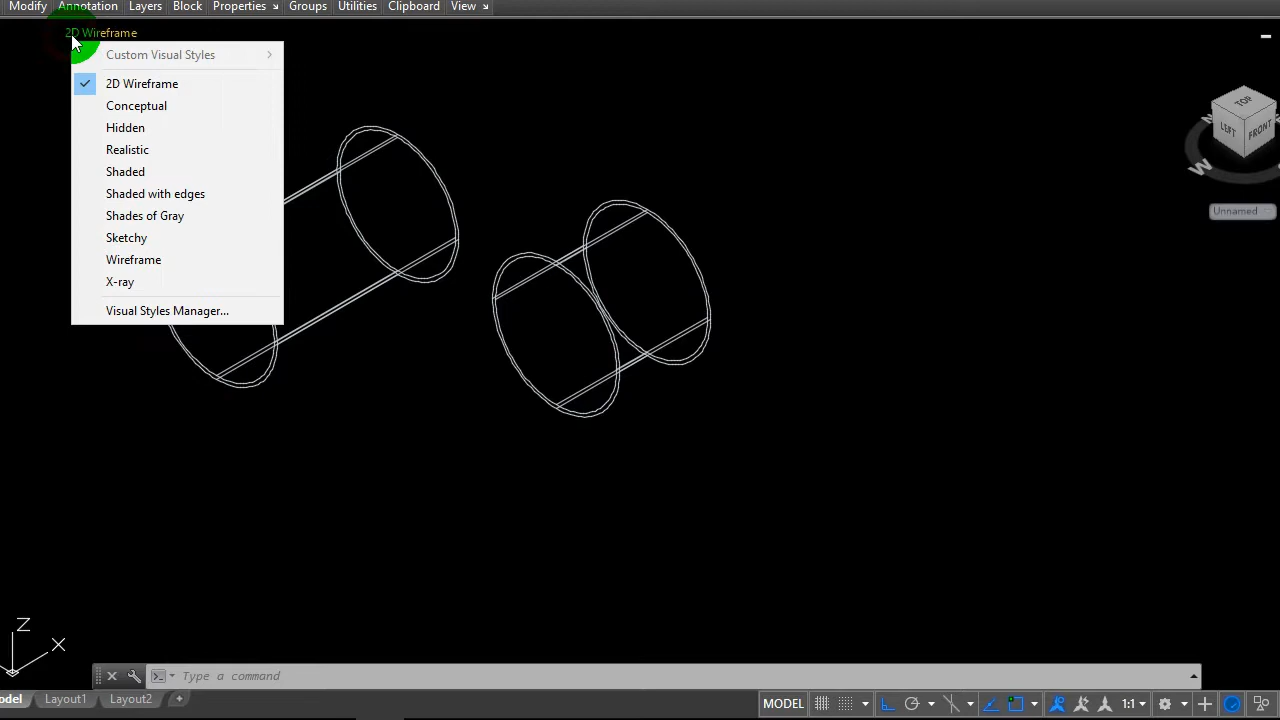 Modify Annotation Layers Block Properties Groups Utilities Clipboard View
2D Wireframe
Custom Visual Styles
2D Wireframe
Conceptual
Hidden
Realistic
Shaded
Shaded with edges
Shades of Gray
Sketchy
Wireframe
X-ray
Visual Styles Manager...
TOP
LEFT FRONT
W
Unnamed
Z
X
Type a command
odel Layout1 Layout2 +
MODEL 1:1